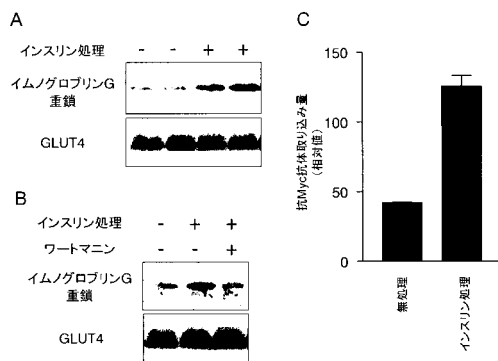 A
インスリン処理 - - + +
イムノグロブリンG
重鎖
GLUT4
B
インスリン処理 - + +
ワートマニン - - +
イムノグロブリンG
重鎖
GLUT4
C
抗Myc抗体取り込み量
(相対値)
150
100
50
0
無処理
インスリン処理